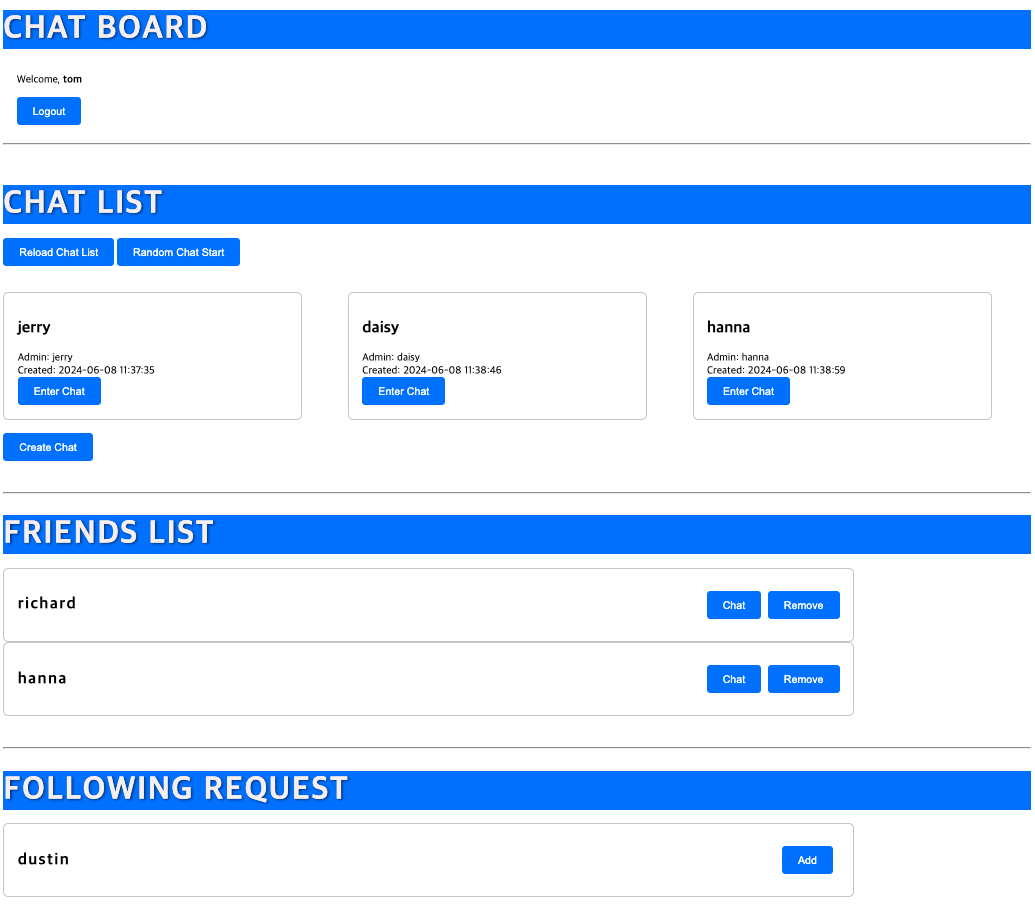 CHAT BOARD
Welcome, tom
Logout
CHAT LIST
Reload Chat List Random Chat Start
jerry
Admin: jerry
Created: 2024-06-08 11:37:35
Enter Chat
daisy
Admin: daisy
Created: 2024-06-08 11:38:46
Enter Chat
hanna
Admin: hanna
Created: 2024-06-08 11:38:59
Enter Chat
Create Chat
FRIENDS LIST
richard Chat Remove
hanna Chat Remove
FOLLOWING REQUEST
dustin Add